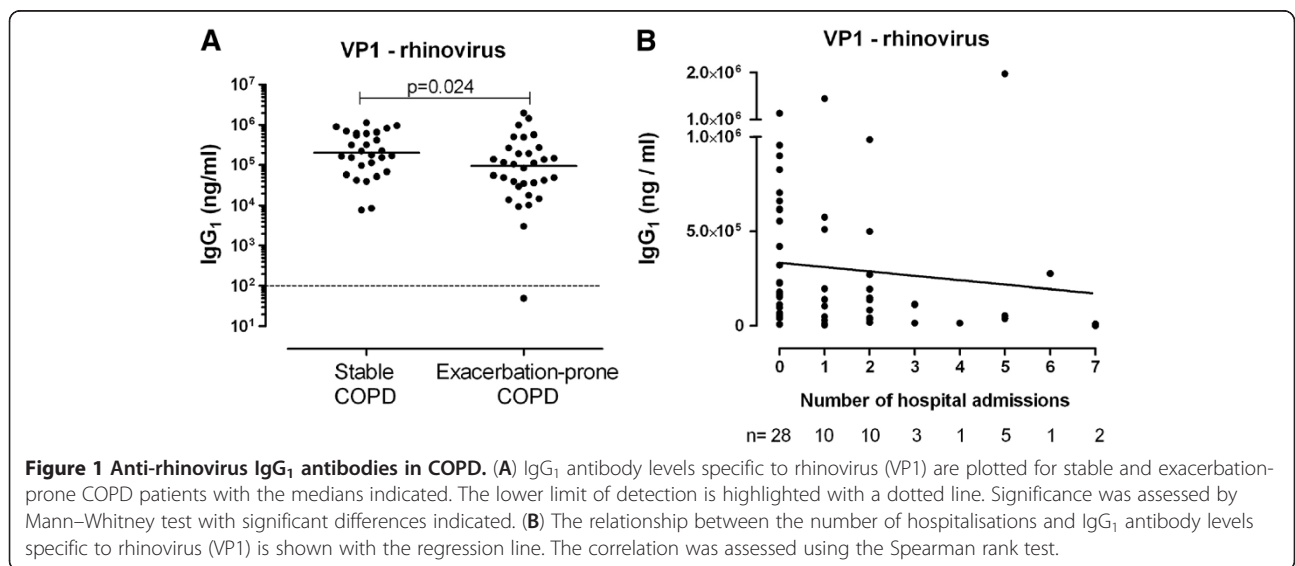 A
VP1 - rhinovirus
p=0.024
IgG₁ (ng/ml)
10⁷
10⁶
10⁵
10⁴
10³
10²
10¹
Stable COPD
Exacerbation-prone COPD
B
VP1 - rhinovirus
IgG₁ (ng / ml)
2.0×10⁶
1.0×10⁶
1.0×10⁶
5.0×10⁵
0
0 1 2 3 4 5 6 7
Number of hospital admissions
n= 28 10 10 3 1 5 1 2
Figure 1 Anti-rhinovirus IgG₁ antibodies in COPD. (A) IgG₁ antibody levels specific to rhinovirus (VP1) are plotted for stable and exacerbation-
prone COPD patients with the medians indicated. The lower limit of detection is highlighted with a dotted line. Significance was assessed by
Mann–Whitney test with significant differences indicated. (B) The relationship between the number of hospitalisations and IgG₁ antibody levels
specific to rhinovirus (VP1) is shown with the regression line. The correlation was assessed using the Spearman rank test.